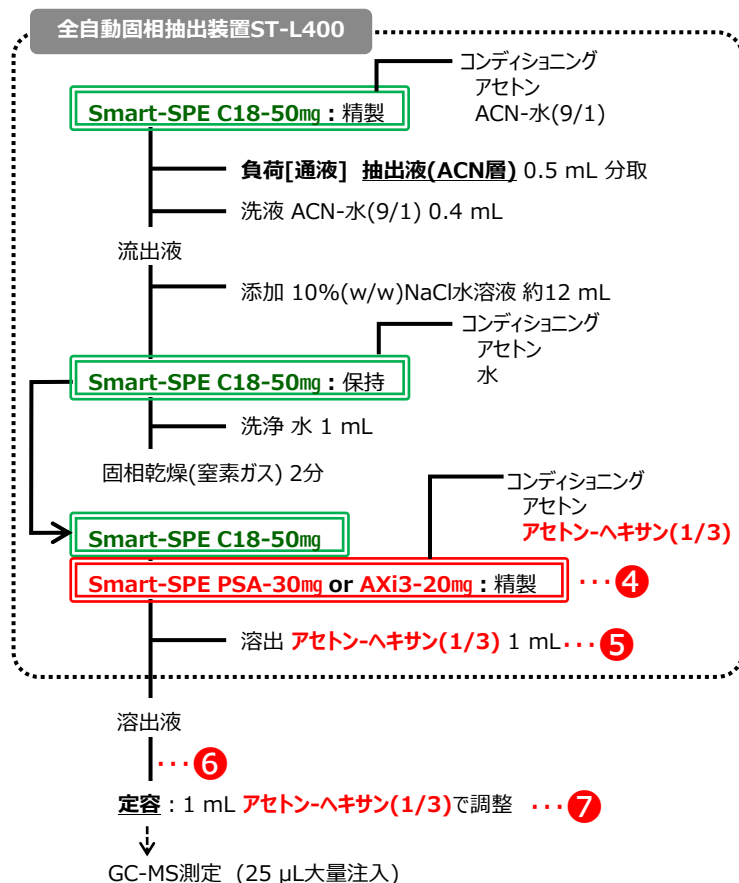 全自動固相抽出装置ST-L400
コンディショニング
アセトン
ACN-水(9/1)
Smart-SPE C18-50㎎：精製
負荷[通液] 抽出液(ACN層) 0.5 mL 分取
洗液 ACN-水(9/1) 0.4 mL
流出液
添加 10%(w/w)NaCl水溶液 約12 mL
コンディショニング
アセトン
水
Smart-SPE C18-50㎎：保持
洗浄 水 1 mL
固相乾燥(窒素ガス) 2分
コンディショニング
アセトン
アセトン-ヘキサン(1/3)
Smart-SPE C18-50㎎
Smart-SPE PSA-30㎎ or AXi3-20㎎：精製 ･･･❹
溶出 アセトン-ヘキサン(1/3) 1 mL･･･❺
溶出液
･･･❻
定容：1 mL アセトン-ヘキサン(1/3)で調整 ･･･❼
GC-MS測定 (25 µL大量注入)